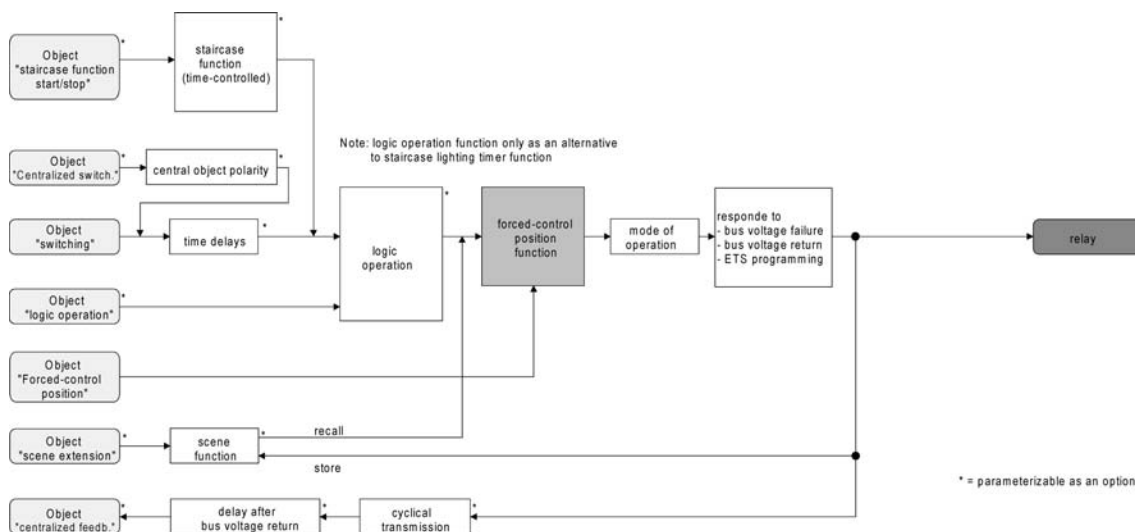 Object
"staircase function
start/stop"
*
staircase
function
(time-controlled)
*
Note: logic operation function only as an alternative
to staircase lighting timer function
Object
"Centralized switch."
*
central object polarity
*
Object
"switching"
*
time delays
*
logic
operation
*
forced-control
position
function
mode of
operation
responde to
- bus voltage failure
- bus voltage return
- ETS programming
relay
Object
"logic operation"
*
Object
"Forced-control
position"
Object
"scene extension"
*
scene
function
*
recall
store
* = parameterizable as an option
Object
"centralized feedb."
*
delay after
bus voltage return
*
cyclical
transmission
*